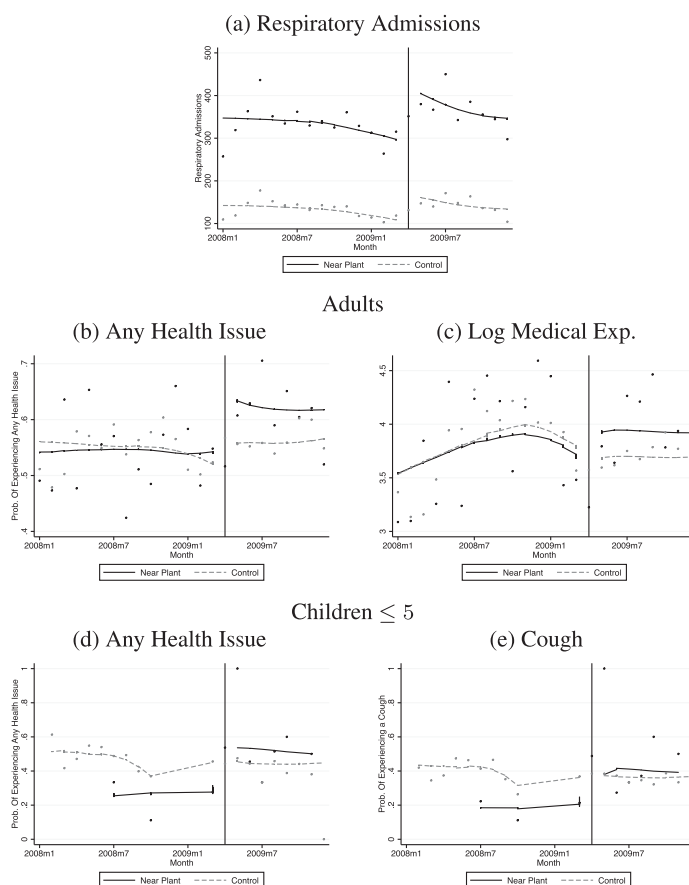 (a) Respiratory Admissions
Respiratory Admissions
500
400
300
200
100
2008m1 2008m7 2009m1 2009m7
Month
Near Plant Control
Adults
(b) Any Health Issue
Prob. Of Experiencing Any Health Issue
.7
.6
.5
.4
2008m1 2008m7 2009m1 2009m7
Month
Near Plant Control
(c) Log Medical Exp.
Log Medical Expenditure
4.5
4
3.5
3
2008m1 2008m7 2009m1 2009m7
Month
Near Plant Control
Children ≤ 5
(d) Any Health Issue
Prob. Of Experiencing Any Health Issue
1
.8
.6
.4
.2
0
2008m1 2008m7 2009m1 2009m7
Month
Near Plant Control
(e) Cough
Prob. Of Experiencing a Cough
1
.8
.6
.4
.2
0
2008m1 2008m7 2009m1 2009m7
Month
Near Plant Control